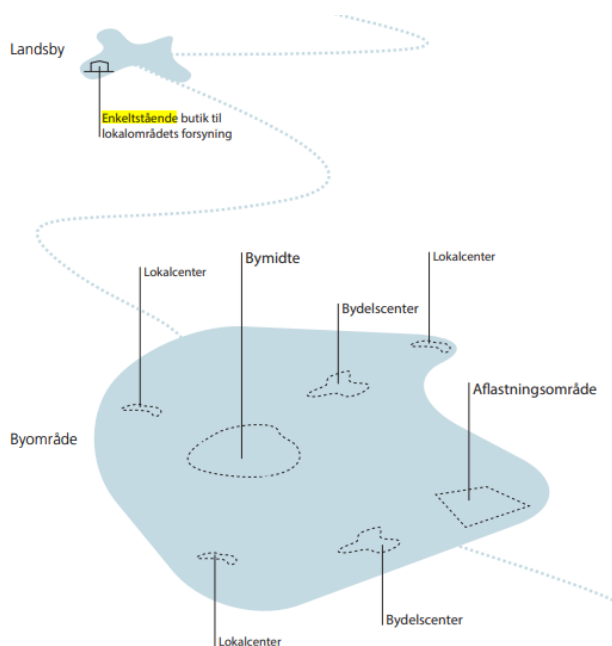 Landsby
Enkeltstående butik til
lokalområdets forsyning
Lokalcenter
Bymidte
Lokalcenter
Bydelscenter
Aflastningsområde
Byområde
Bydelscenter
Lokalcenter